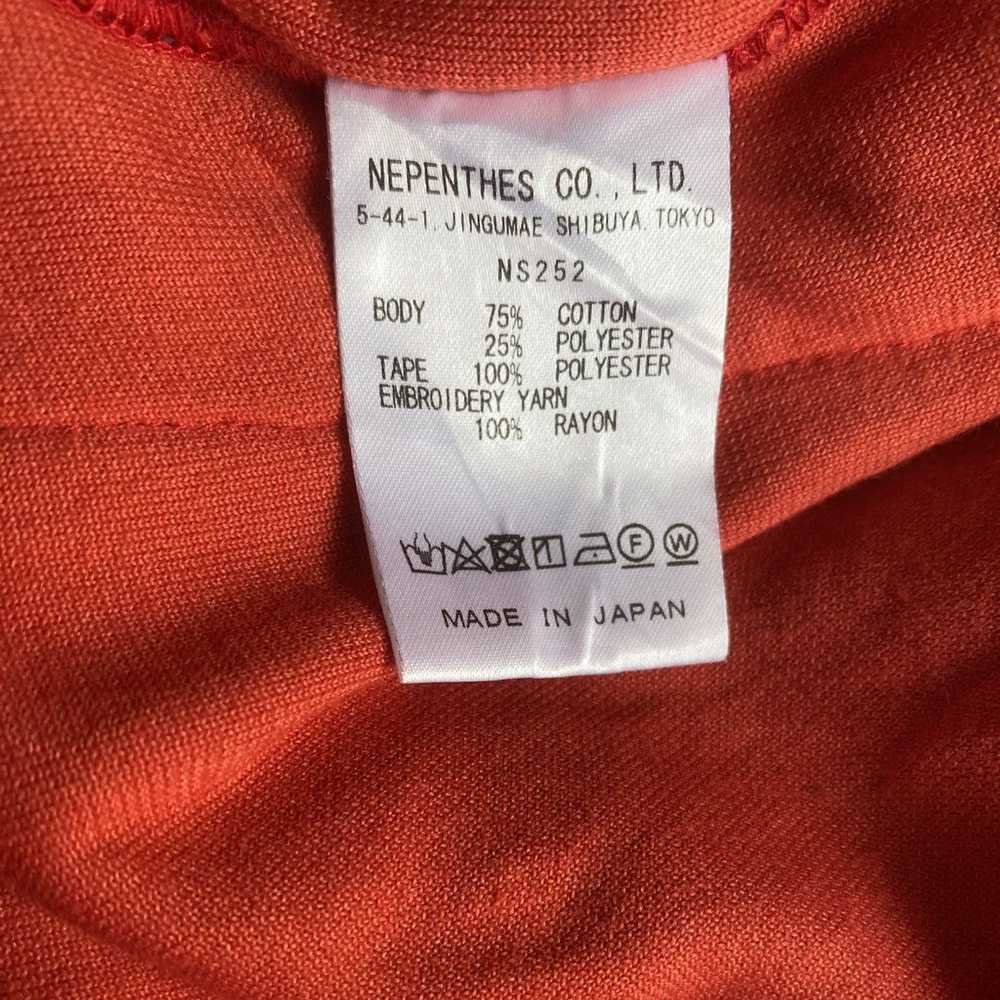 NEPENTHES CO., LTD.
5-44-1, JINGUMAE SHIBUYA, TOKYO
NS252
BODY 75% COTTON
25% POLYESTER
TAPE 100% POLYESTER
EMBROIDERY YARN
100% RAYON
F W
MADE IN JAPAN